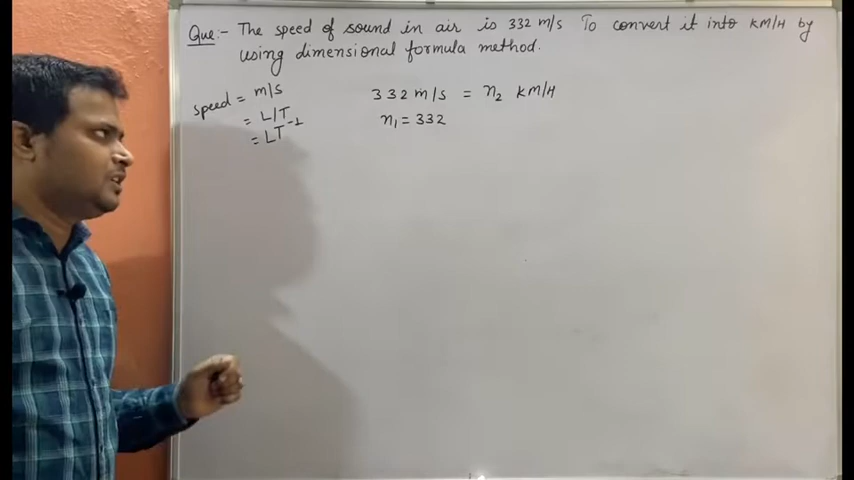 Que:- The speed of sound in air is 332 m/s To convert it into KM/H by
using dimensional formula method.
speed = m/s
= L/T
= LT⁻¹
332 m/s = n₂ KM/H
n₁ = 332